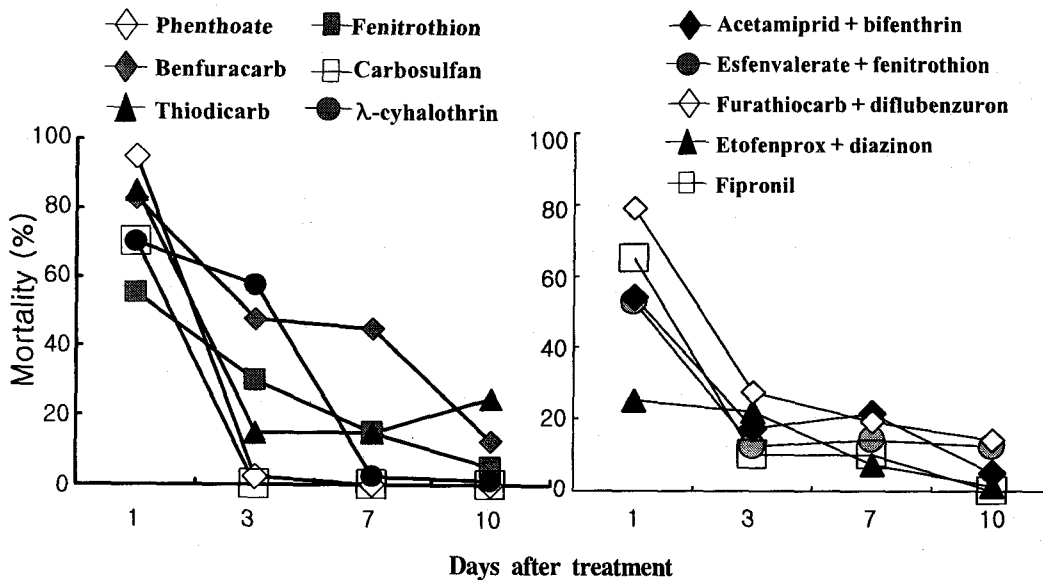 Phenthoate
Fenitrothion
Benfuracarb
Carbosulfan
Thiodicarb
λ-cyhalothrin
Acetamiprid + bifenthrin
Esfenvalerate + fenitrothion
Furathiocarb + diflubenzuron
Etofenprox + diazinon
Fipronil
Mortality (%)
100
80
60
40
20
0
1
3
7
10
100
80
60
40
20
0
1
3
7
10
Days after treatment